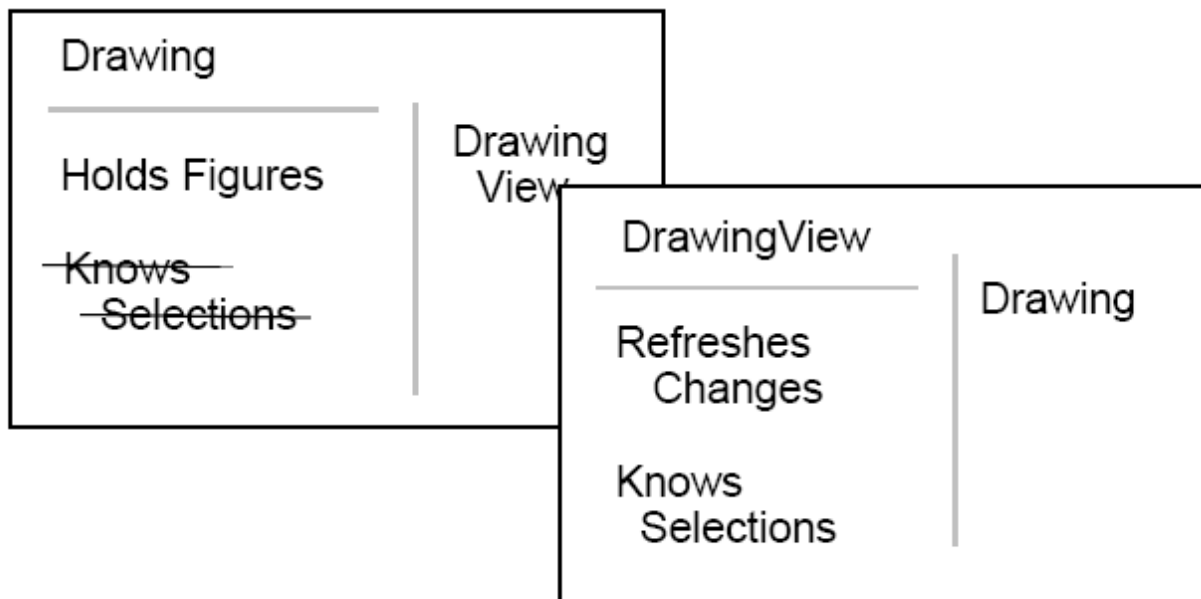 Drawing
Holds Figures
Knows
Selections
Drawing
View
DrawingView
Refreshes
Changes
Knows
Selections
Drawing